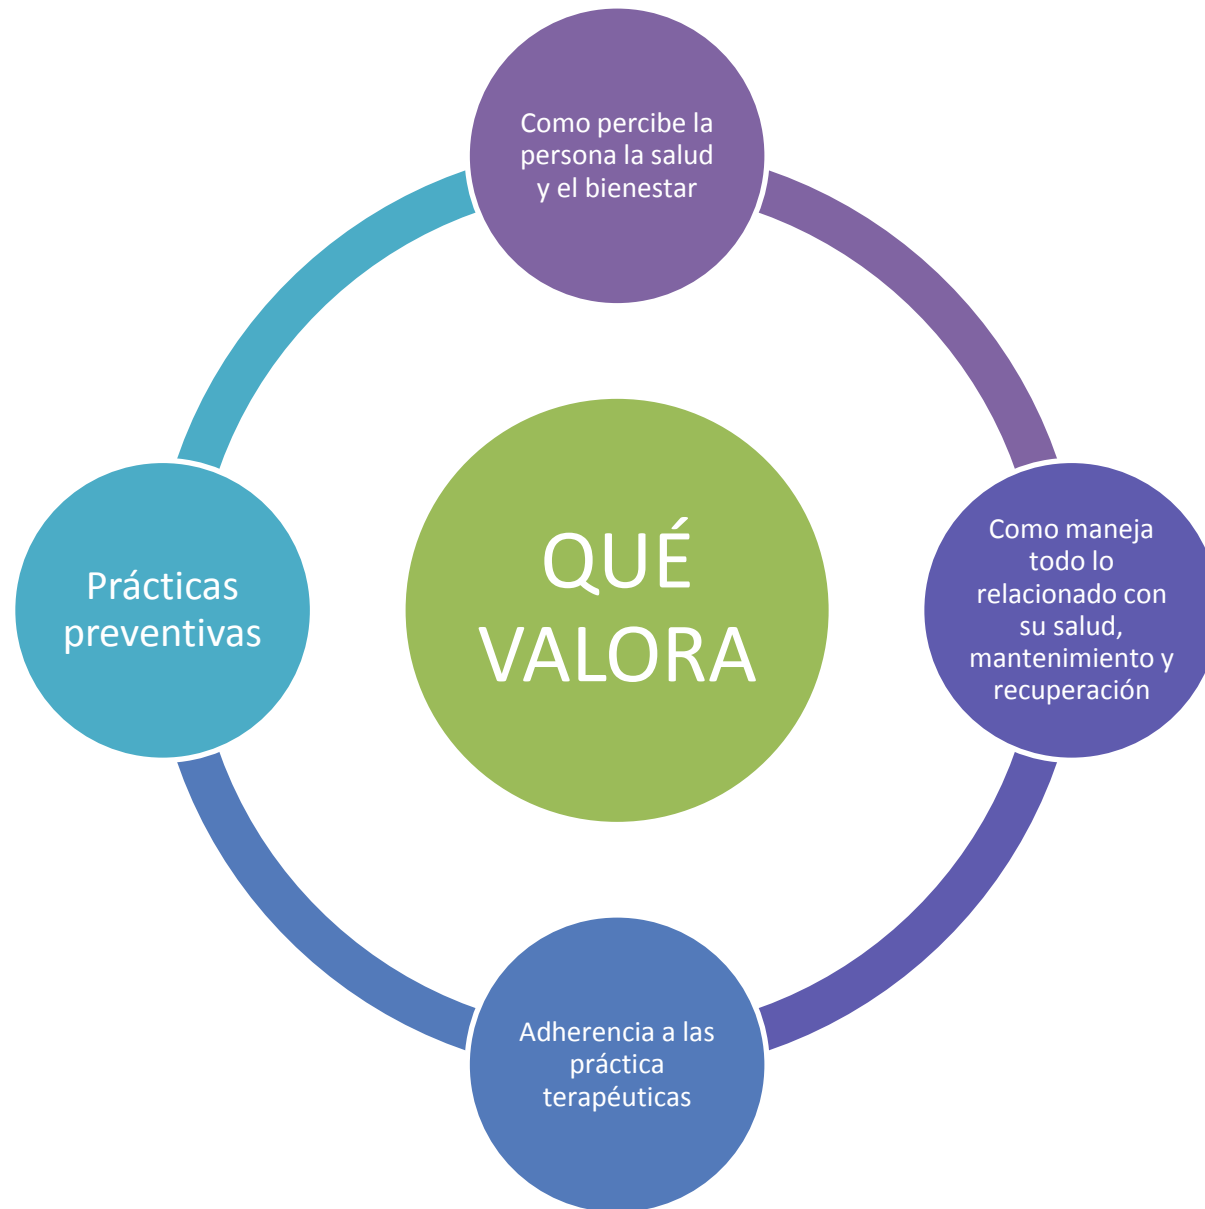 Como percibe la
persona la salud
y el bienestar
QUÉ
VALORA
Como maneja
todo lo
relacionado con
su salud,
mantenimiento y
recuperación
Adherencia a las
práctica
terapéuticas
Prácticas
preventivas